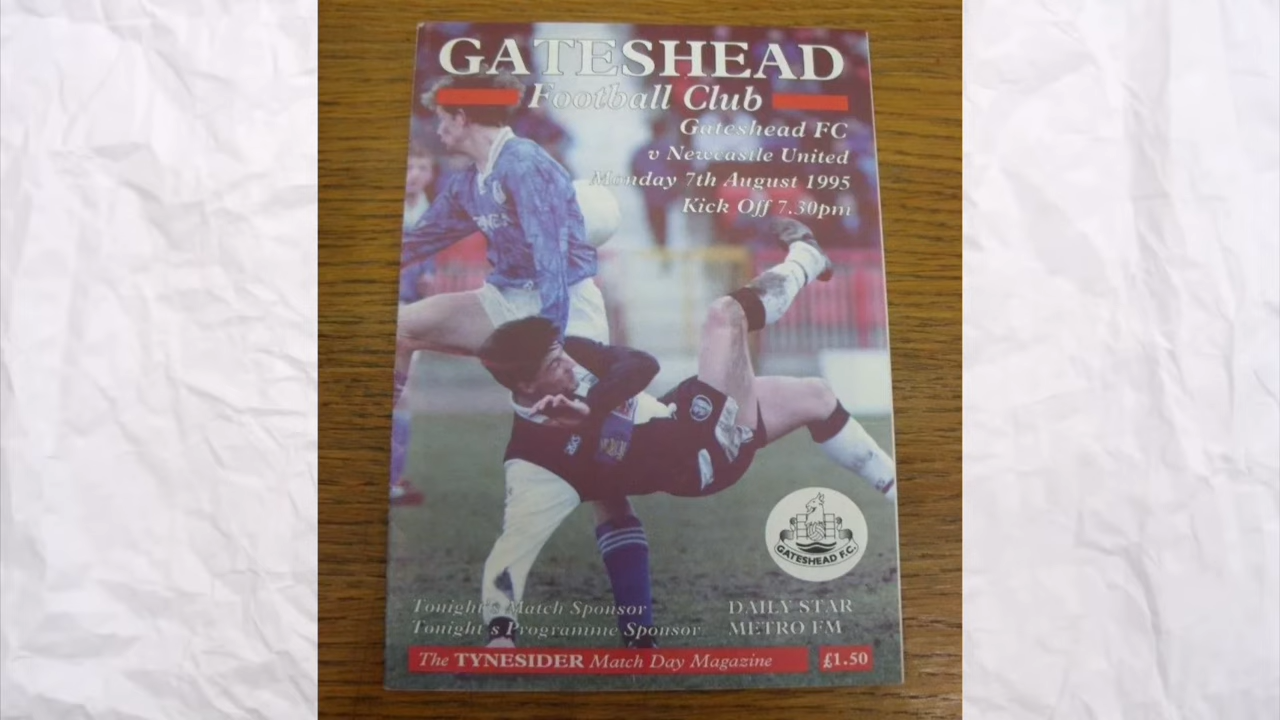 GATESHEAD
Football Club
Gateshead FC
v Newcastle United
Monday 7th August 1995
Kick Off 7.30pm
GATESHEAD F.C.
Tonight's Match Sponsor DAILY STAR
Tonight's Programme Sponsor METRO FM
The TYNESIDER Match Day Magazine £1.50